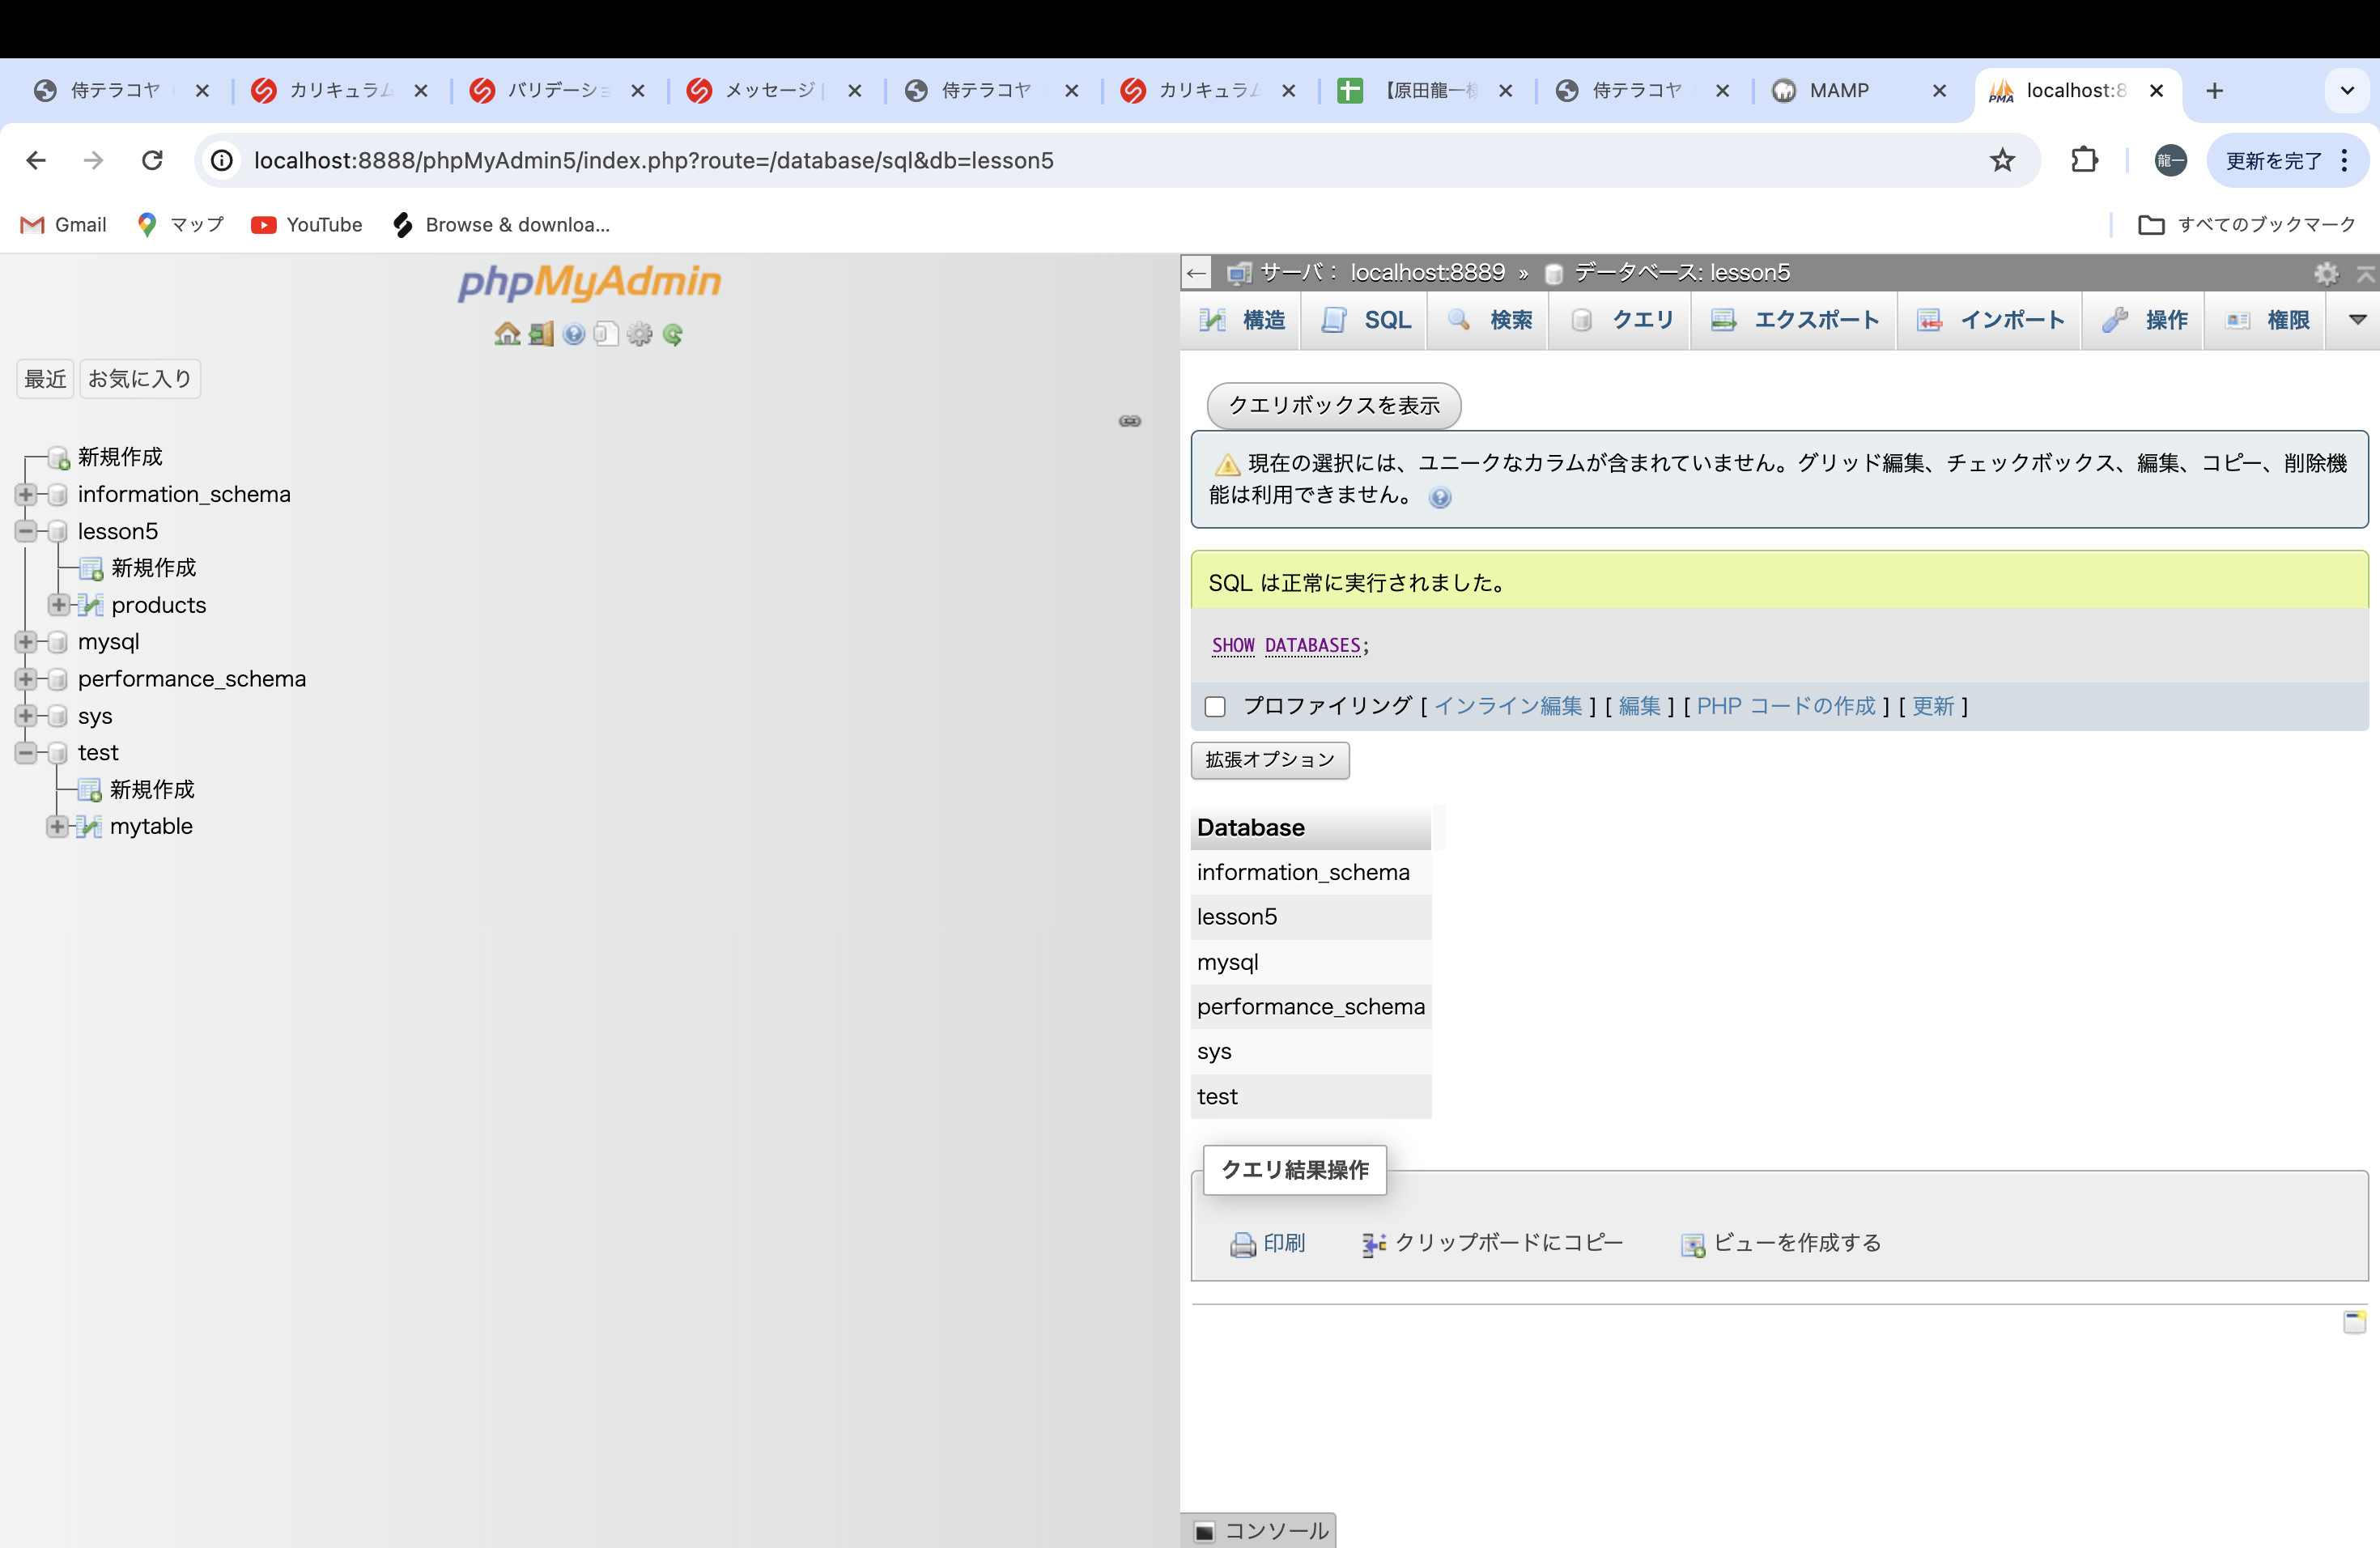 侍テラコヤ
カリキュラム
バリデーショ
メッセージ |
侍テラコヤ
カリキュラム
【原田龍一様
侍テラコヤ
MAMP
localhost:8
localhost:8888/phpMyAdmin5/index.php?route=/database/sql&db=lesson5
龍一
更新を完了
Gmail
マップ
YouTube
Browse & downloa...
すべてのブックマーク
phpMyAdmin
最近
お気に入り
新規作成
information_schema
lesson5
新規作成
products
mysql
performance_schema
sys
test
新規作成
mytable
サーバ： localhost:8889 » データベース: lesson5
構造
SQL
検索
クエリ
エクスポート
インポート
操作
権限
クエリボックスを表示
現在の選択には、ユニークなカラムが含まれていません。グリッド編集、チェックボックス、編集、コピー、削除機
能は利用できません。
SQL は正常に実行されました。
SHOW DATABASES;
プロファイリング [ インライン編集 ] [ 編集 ] [ PHP コードの作成 ] [ 更新 ]
拡張オプション
Database
information_schema
lesson5
mysql
performance_schema
sys
test
クエリ結果操作
印刷
クリップボードにコピー
ビューを作成する
コンソール